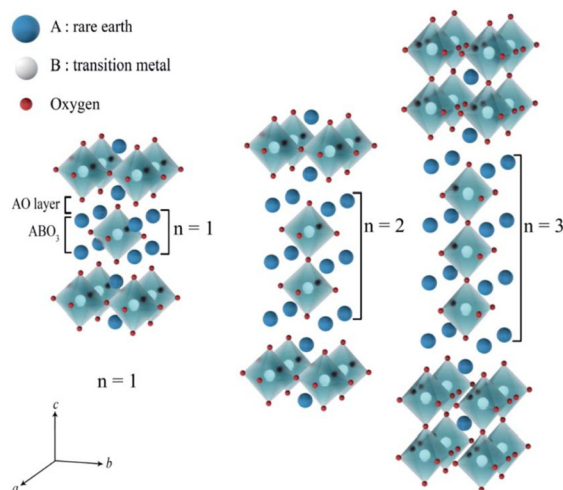 A : rare earth
B : transition metal
Oxygen
AO layer
ABO₃
n = 1
n = 2
n = 3
n = 1
c
b
a